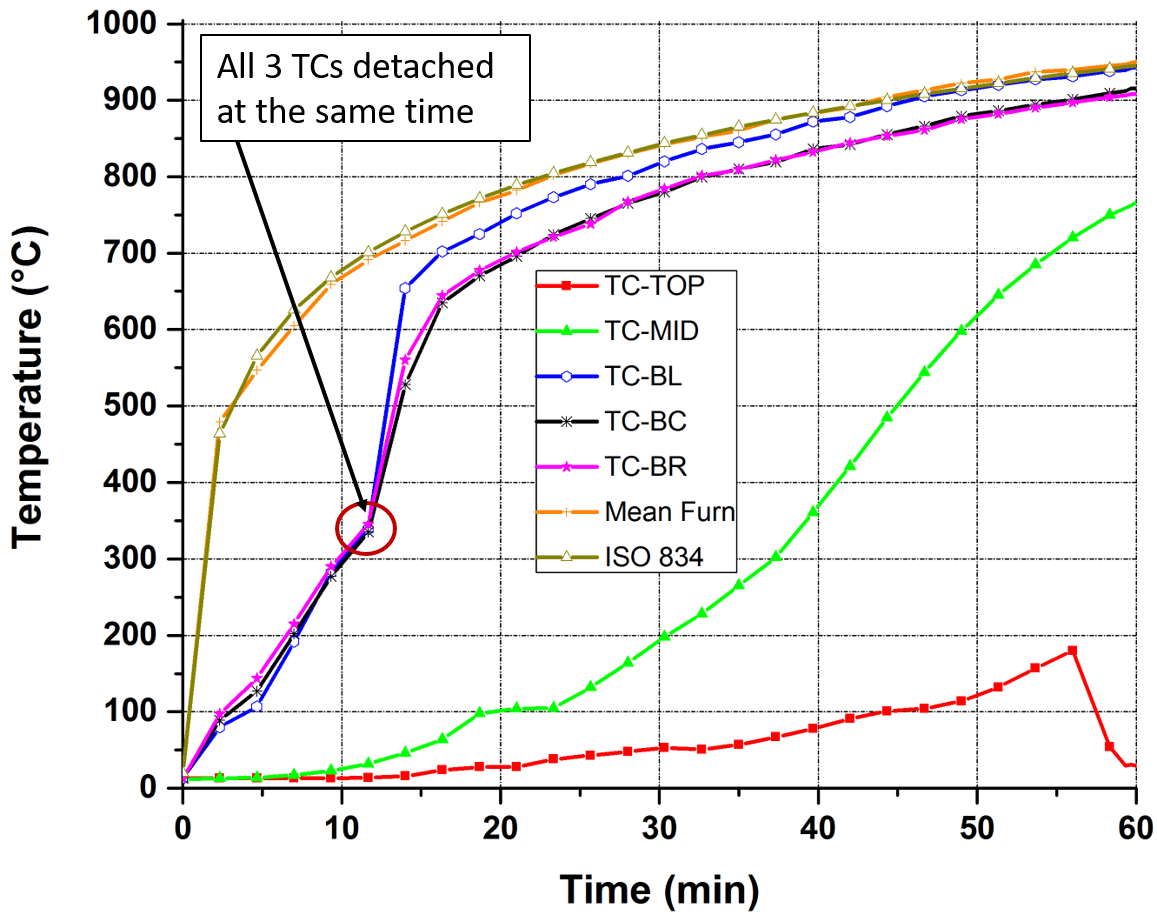 1000
900
800
700
600
500
400
300
200
100
0
Temperature (°C)
All 3 TCs detached
at the same time
TC-TOP
TC-MID
TC-BL
TC-BC
TC-BR
Mean Furn
ISO 834
0 10 20 30 40 50 60
Time (min)